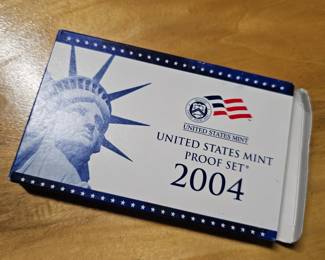 UNITED STATES MINT
UNITED STATES MINT
PROOF SET®
2004